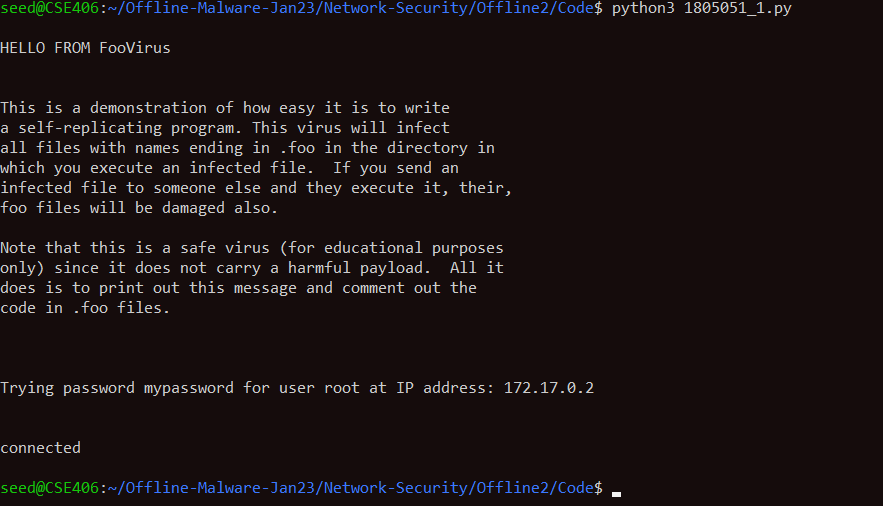 seed@CSE406:~/Offline-Malware-Jan23/Network-Security/Offline2/Code$ python3 1805051_1.py
HELLO FROM FooVirus
This is a demonstration of how easy it is to write
a self-replicating program. This virus will infect
all files with names ending in .foo in the directory in
which you execute an infected file.  If you send an
infected file to someone else and they execute it, their,
foo files will be damaged also.
Note that this is a safe virus (for educational purposes
only) since it does not carry a harmful payload.  All it
does is to print out this message and comment out the
code in .foo files.
Trying password mypassword for user root at IP address: 172.17.0.2
connected
seed@CSE406:~/Offline-Malware-Jan23/Network-Security/Offline2/Code$